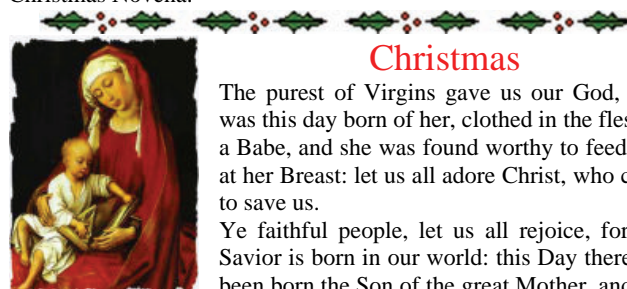 Christmas Novena.
Christmas
The purest of Virgins gave us our God,
was this day born of her, clothed in the
a Babe, and she was found worthy to feed
at her Breast: let us all adore Christ, who
to save us.
Ye faithful people, let us all rejoice, for
Savior is born in our world: this Day there
been born the Son of the great Mother, and